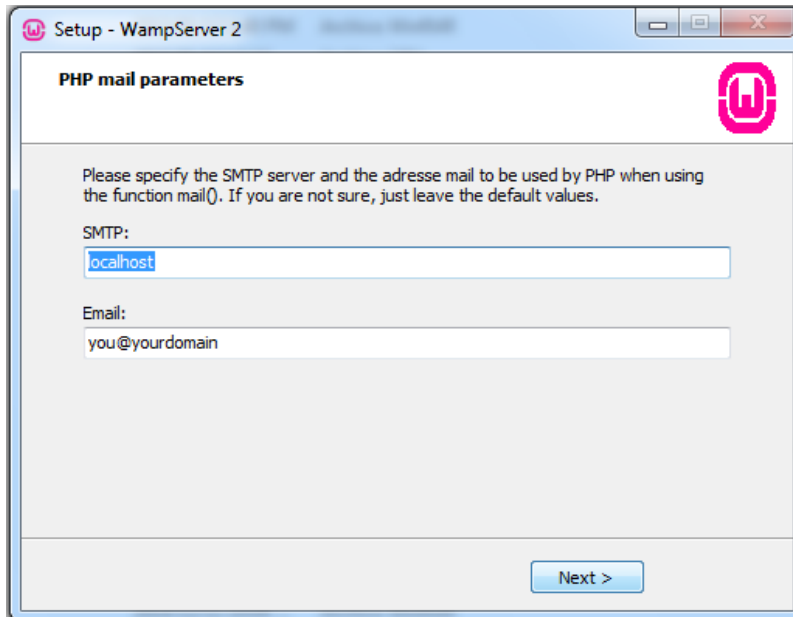 Setup - WampServer 2
PHP mail parameters
Please specify the SMTP server and the adresse mail to be used by PHP when using
the function mail(). If you are not sure, just leave the default values.
SMTP:
localhost
Email:
you@yourdomain
Next >